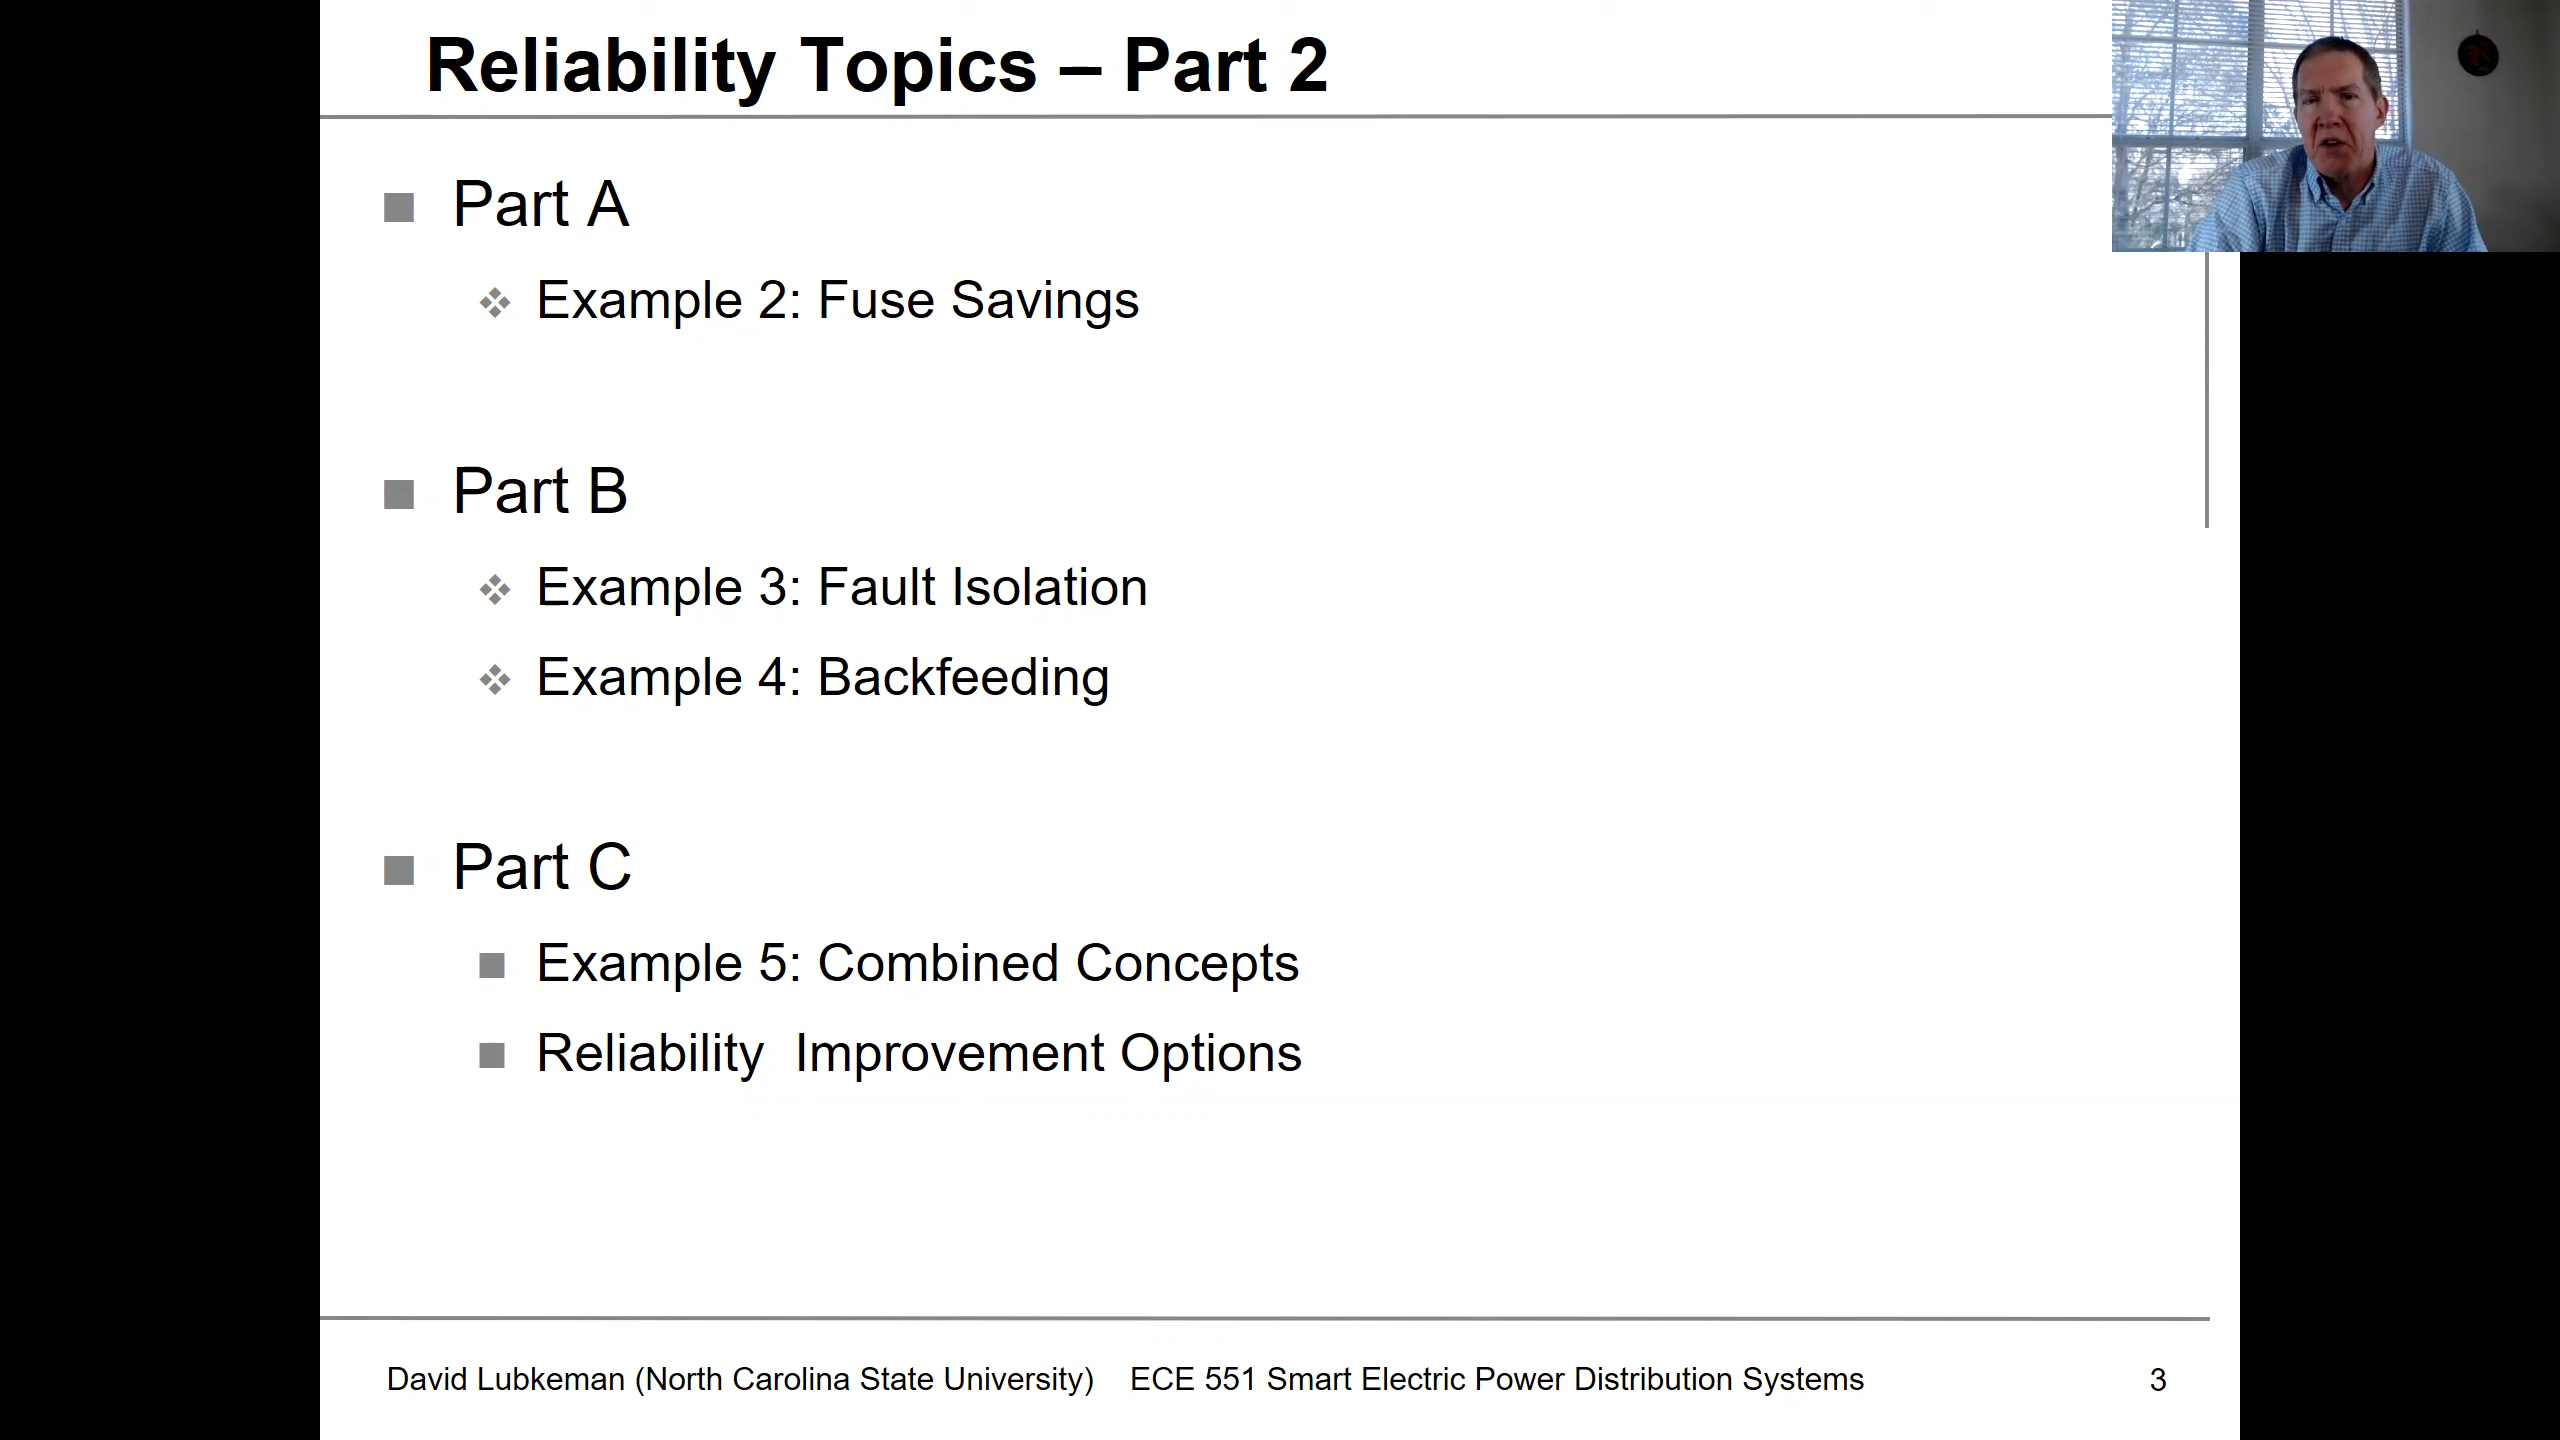 Reliability Topics – Part 2
Part A
Example 2: Fuse Savings
Part B
Example 3: Fault Isolation
Example 4: Backfeeding
Part C
Example 5: Combined Concepts
Reliability  Improvement Options
David Lubkeman (North Carolina State University) ECE 551 Smart Electric Power Distribution Systems 3